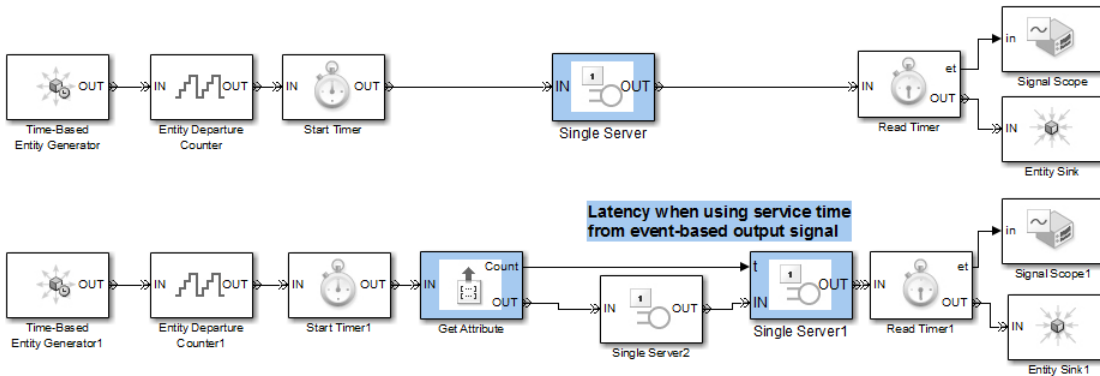 et
in
Signal Scope
OUT
IN
OUT
IN
OUT
IN
1
OUT
IN
OUT
IN
Time-Based
Entity Generator
Entity Departure
Counter
Start Timer
Single Server
Read Timer
IN
Entity Sink
Latency when using service time
from event-based output signal
in
Signal Scope1
Count
t
1
et
OUT
IN
OUT
IN
OUT
IN
[...]
OUT
IN
1
OUT
IN
OUT
IN
OUT
Time-Based
Entity Generator1
Entity Departure
Counter1
Start Timer1
Get Attribute
Single Server2
Single Server1
Read Timer1
IN
Entity Sink1